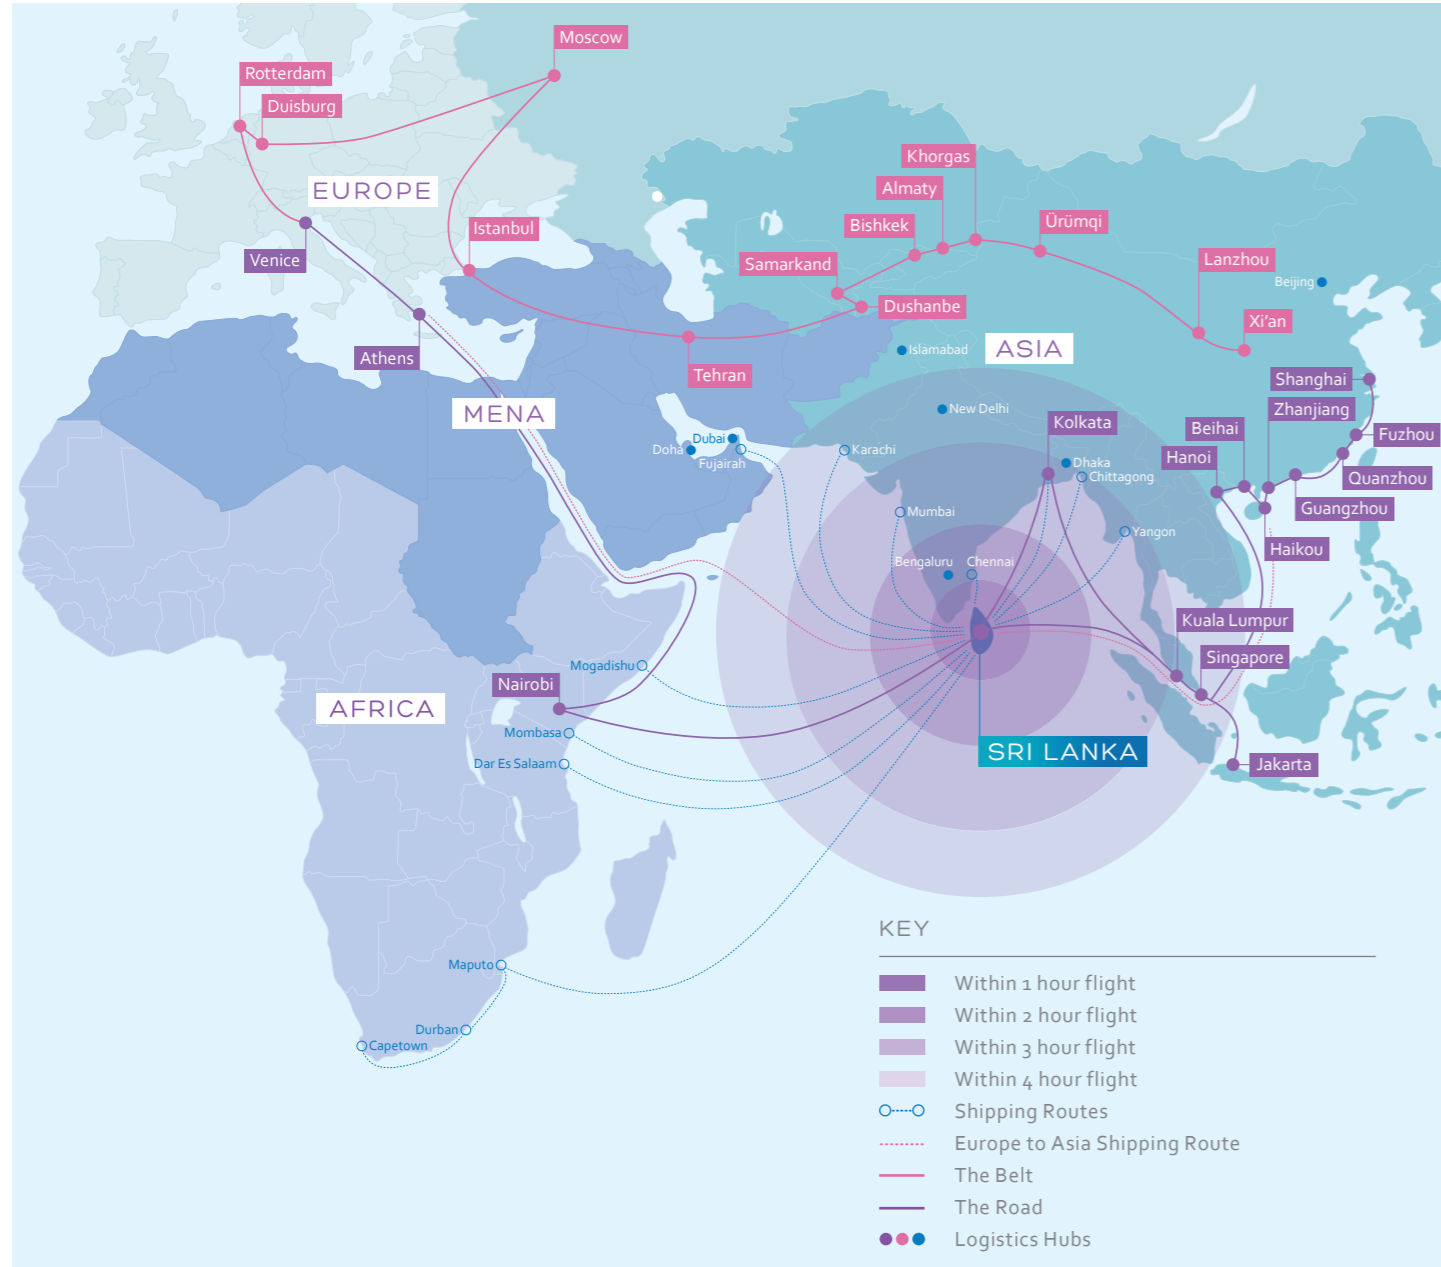 Moscow
Rotterdam
Duisburg
Khorgas
Almaty
EUROPE
Bishkek
Ürümqi
Istanbul
Venice
Samarkand
Lanzhou
Beijing
Dushanbe
Xi'an
Athens
Islamabad
ASIA
Tehran
Shanghai
MENA
New Delhi
Zhanjiang
Kolkata
Beihai
Fuzhou
Dubai
Doha
Karachi
Hanoi
Fujairah
Dhaka
Chittagong
Quanzhou
Mumbai
Guangzhou
Yangon
Haikou
Bengaluru
Chennai
Kuala Lumpur
Mogadishu
Singapore
Nairobi
AFRICA
Mombasa
SRI LANKA
Dar Es Salaam
Jakarta
Maputo
Durban
Capetown
KEY
Within 1 hour flight
Within 2 hour flight
Within 3 hour flight
Within 4 hour flight
Shipping Routes
Europe to Asia Shipping Route
The Belt
The Road
Logistics Hubs